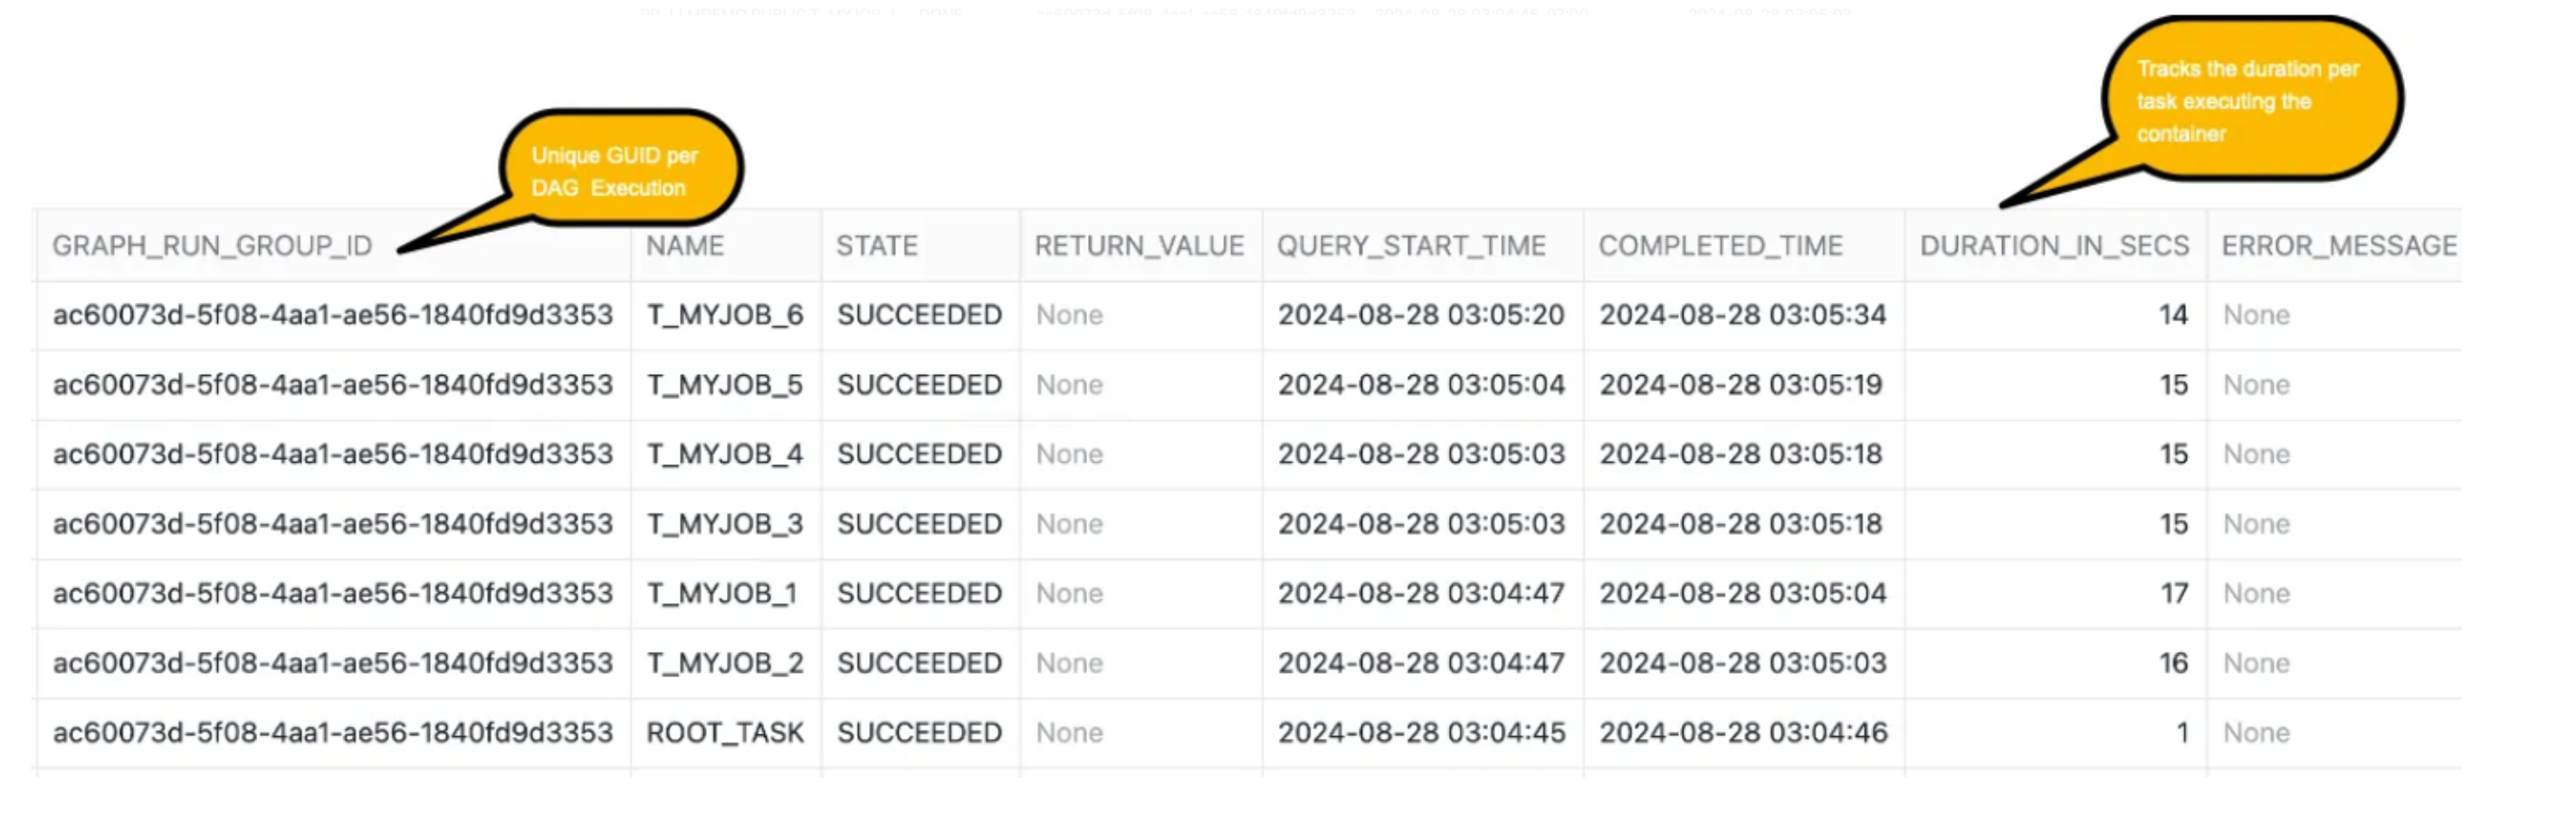 Tracks the duration per
task executing the
container
Unique GUID per
DAG Execution
GRAPH_RUN_GROUP_ID NAME STATE RETURN_VALUE QUERY_START_TIME COMPLETED_TIME DURATION_IN_SECS ERROR_MESSAGE
ac60073d-5f08-4aa1-ae56-1840fd9d3353 T_MYJOB_6 SUCCEEDED None 2024-08-28 03:05:20 2024-08-28 03:05:34 14 None
ac60073d-5f08-4aa1-ae56-1840fd9d3353 T_MYJOB_5 SUCCEEDED None 2024-08-28 03:05:04 2024-08-28 03:05:19 15 None
ac60073d-5f08-4aa1-ae56-1840fd9d3353 T_MYJOB_4 SUCCEEDED None 2024-08-28 03:05:03 2024-08-28 03:05:18 15 None
ac60073d-5f08-4aa1-ae56-1840fd9d3353 T_MYJOB_3 SUCCEEDED None 2024-08-28 03:05:03 2024-08-28 03:05:18 15 None
ac60073d-5f08-4aa1-ae56-1840fd9d3353 T_MYJOB_1 SUCCEEDED None 2024-08-28 03:04:47 2024-08-28 03:05:04 17 None
ac60073d-5f08-4aa1-ae56-1840fd9d3353 T_MYJOB_2 SUCCEEDED None 2024-08-28 03:04:47 2024-08-28 03:05:03 16 None
ac60073d-5f08-4aa1-ae56-1840fd9d3353 ROOT_TASK SUCCEEDED None 2024-08-28 03:04:45 2024-08-28 03:04:46 1 None